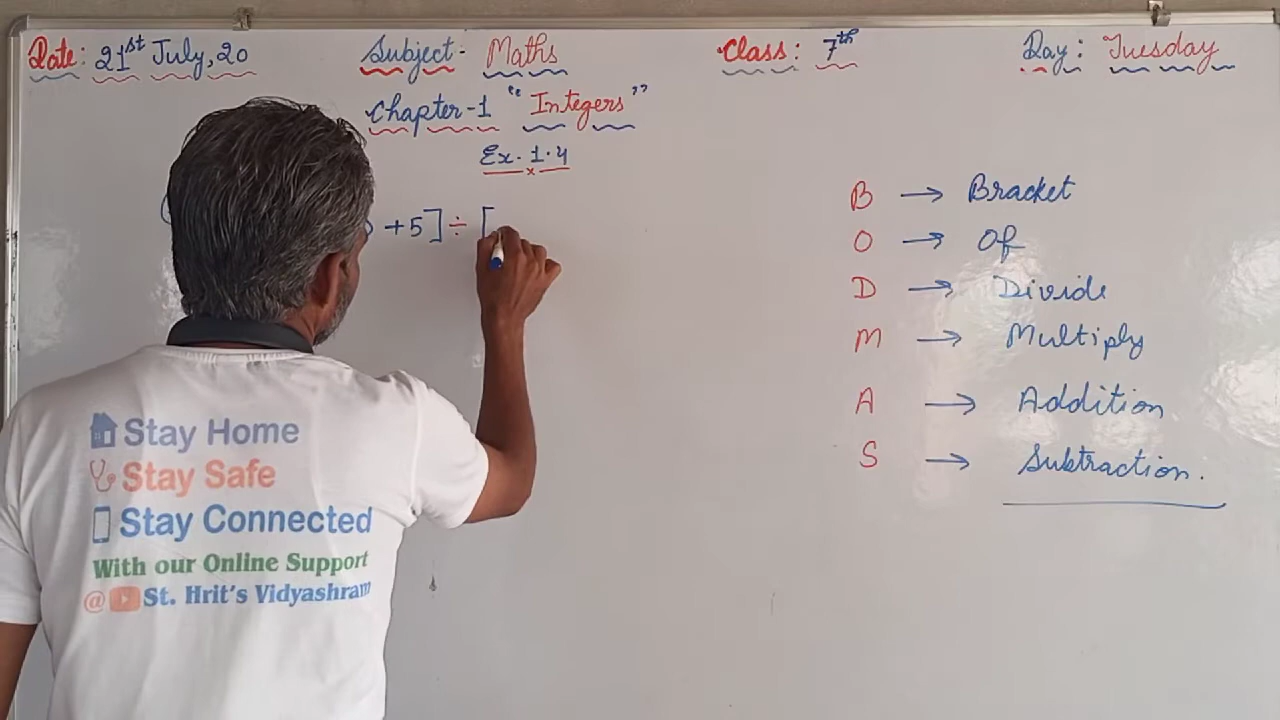 Date: 21st July, 20 Subject- Maths Class: 7th Day: Tuesday
Chapter-1 "Integers"
Ex. 1.4
+5] ÷ [
B → Bracket
O → Of
D → Divide
M → Multiply
A → Addition
S → Subtraction.
Stay Home
Stay Safe
Stay Connected
With our Online Support
@ St. Hrit's Vidyashram